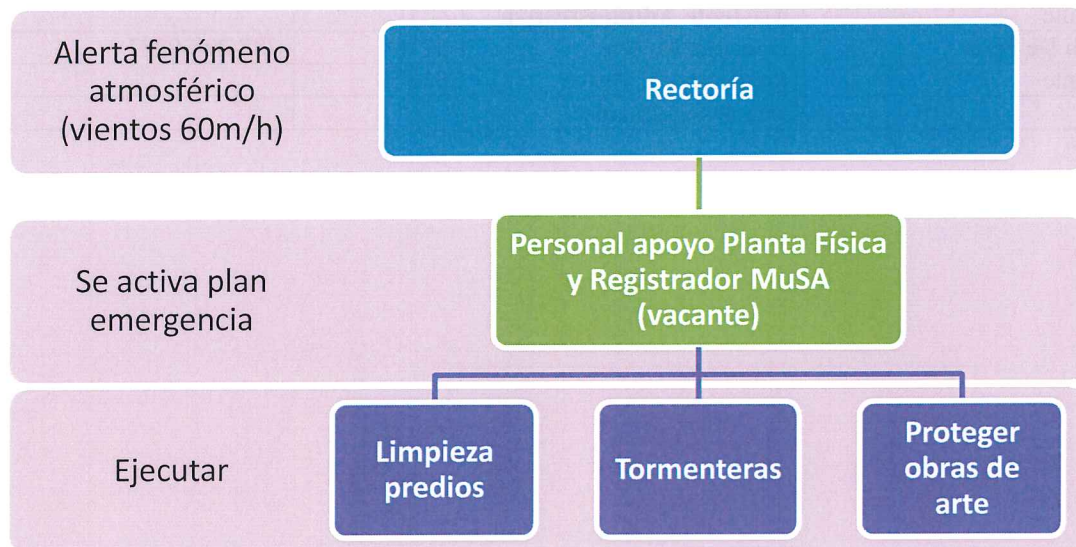 Alerta fenómeno
atmosférico
(vientos 60m/h)
Rectoría
Se activa plan
emergencia
Personal apoyo Planta Física
y Registrador MuSA
(vacante)
Ejecutar
Limpieza
predios
Tormenteras
Proteger
obras de
arte